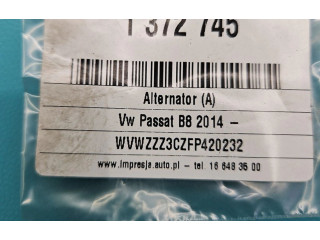 1 372 745
Alternator (A)
Vw Passat B8 2014 -
WVWZZZ3CZFP420232
www.impresja.auto.pl - tel. 16 648 35 00